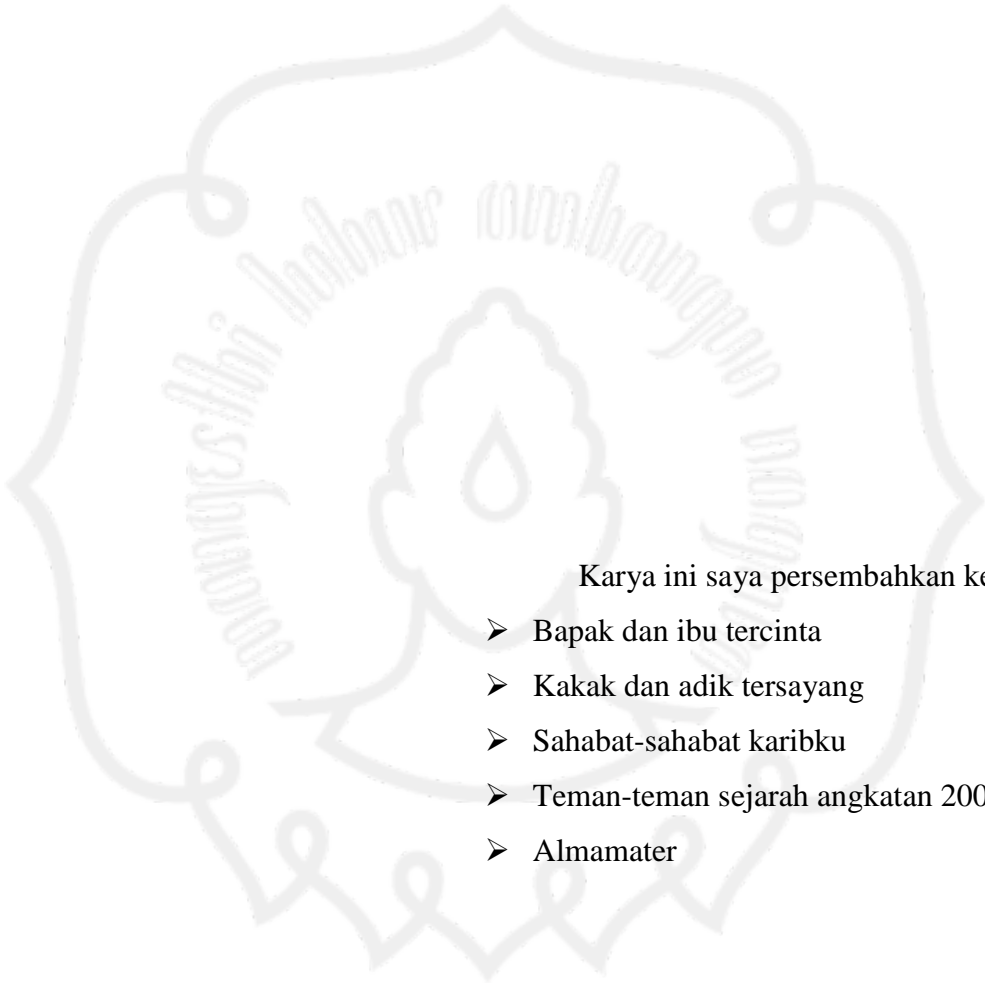 Karya ini saya persembahkan ke
➢ Bapak dan ibu tercinta
➢ Kakak dan adik tersayang
➢ Sahabat-sahabat karibku
➢ Teman-teman sejarah angkatan 200
➢ Almamater